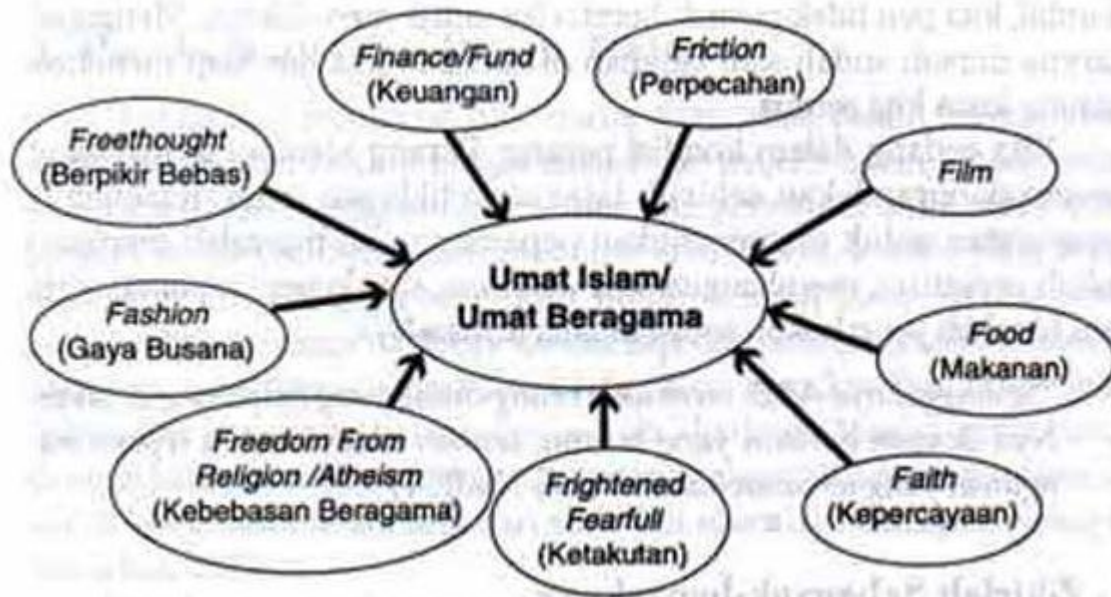 Finance/Fund
(Keuangan)
Friction
(Perpecahan)
Freethought
(Berpikir Bebas)
Film
Umat Islam/
Umat Beragama
Fashion
(Gaya Busana)
Food
(Makanan)
Freedom From
Religion /Atheism
(Kebebasan Beragama)
Frightened
Fearfull
(Ketakutan)
Faith
(Kepercayaan)